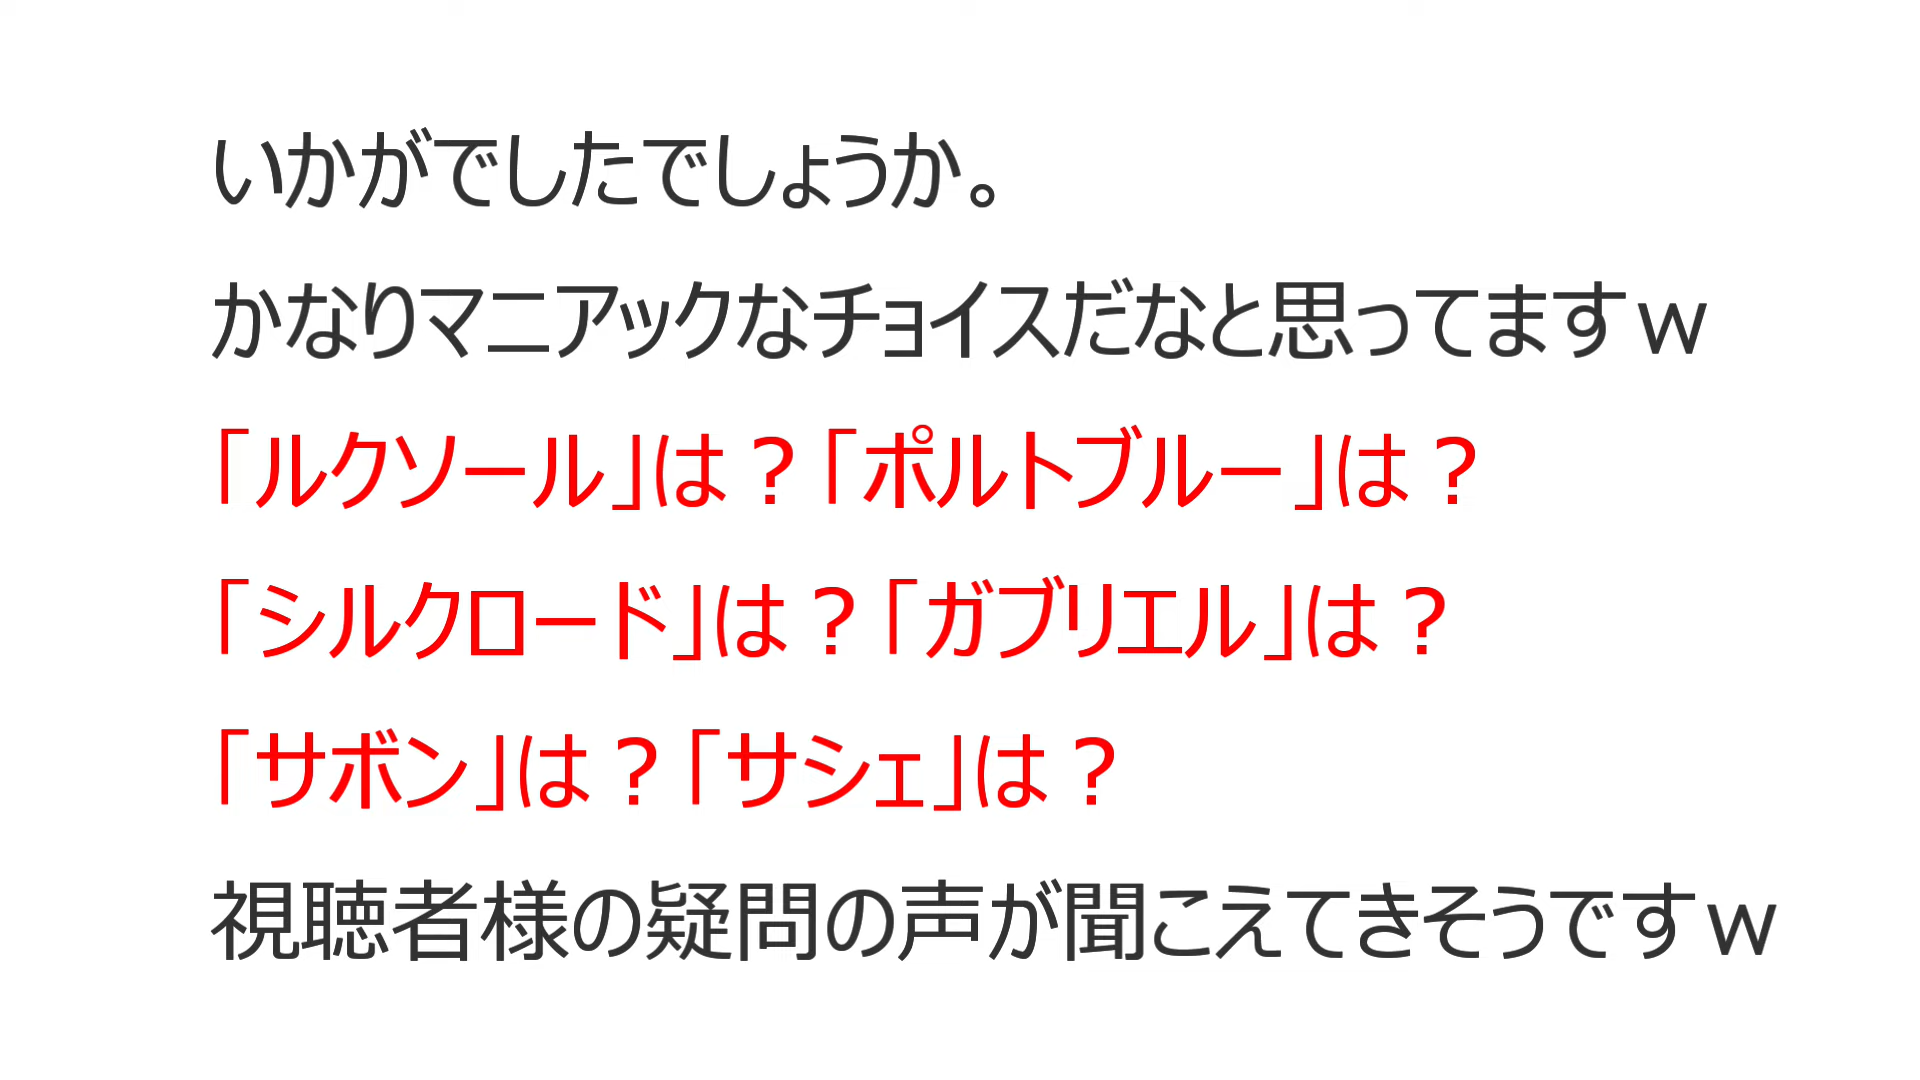 いかがでしたでしょうか。
かなりマニアックなチョイスだなと思ってますｗ
「ルクソール」は？「ポルトブルー」は？
「シルクロード」は？「ガブリエル」は？
「サボン」は？「サシェ」は？
視聴者様の疑問の声が聞こえてきそうですｗ